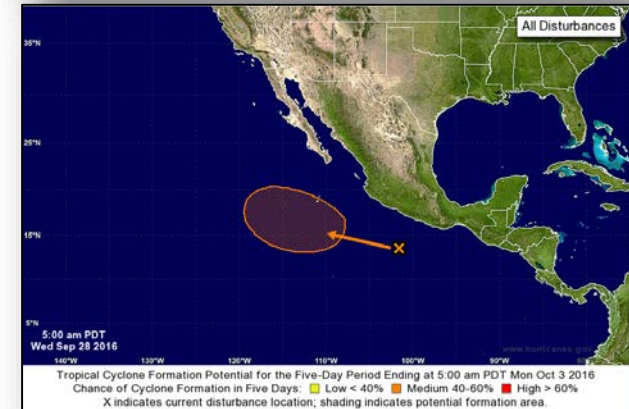 All Disturbances
35°N
25°N
15°N
X
5°N
5:00 am PDT
Wed Sep 28 2016
www.hurricanes.gov
140°W 130°W 120°W 110°W 100°W 90°W
Tropical Cyclone Formation Potential for the Five-Day Period Ending at 5:00 am PDT Mon Oct 3 2016
Chance of Cyclone Formation in Five Days: Low < 40% Medium 40-60% High > 60%
X indicates current disturbance location; shading indicates potential formation area.